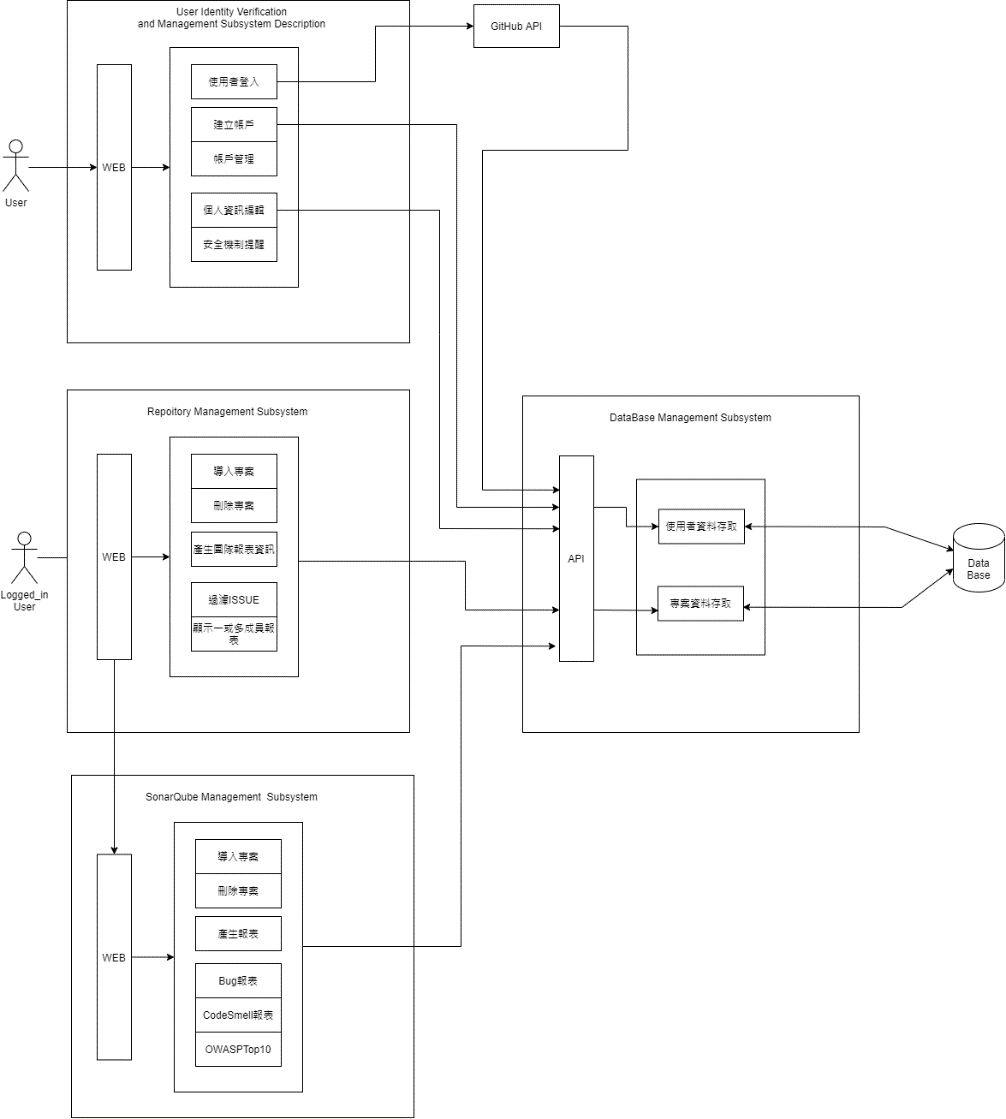 User Identity Verification
and Management Subsystem Description
GitHub API
使用者登入
建立帳戶
帳戶管理
WEB
個人資訊編輯
安全機制提醒
User
Repoitory Management Subsystem
導入專案
刪除專案
產生團隊報表資訊
WEB
過濾ISSUE
顯示一或多成員報
表
Logged_in
User
DataBase Management Subsystem
API
使用者資料存取
專案資料存取
Data
Base
SonarQube Management  Subsystem
導入專案
刪除專案
產生報表
WEB
Bug報表
CodeSmell報表
OWASPTop10